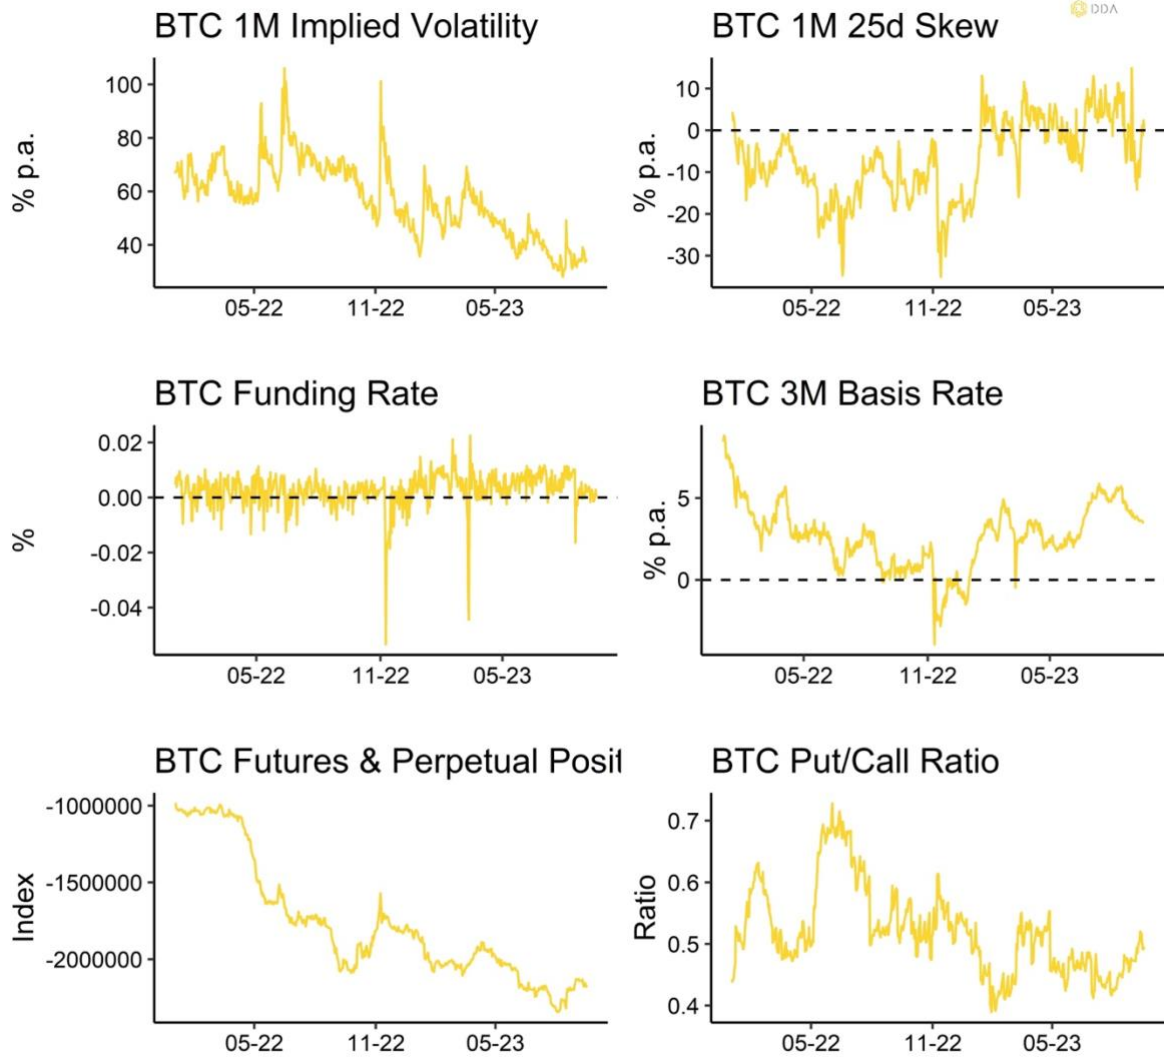 DDA
BTC 1M Implied Volatility
BTC 1M 25d Skew
% p.a.
100
80
60
40
05-22 11-22 05-23
% p.a.
10
0
-10
-20
-30
05-22 11-22 05-23
BTC Funding Rate
BTC 3M Basis Rate
%
0.02
0.00
-0.02
-0.04
05-22 11-22 05-23
% p.a.
5
0
05-22 11-22 05-23
BTC Futures & Perpetual Posit
BTC Put/Call Ratio
Index
-1000000
-1500000
-2000000
05-22 11-22 05-23
Ratio
0.7
0.6
0.5
0.4
05-22 11-22 05-23